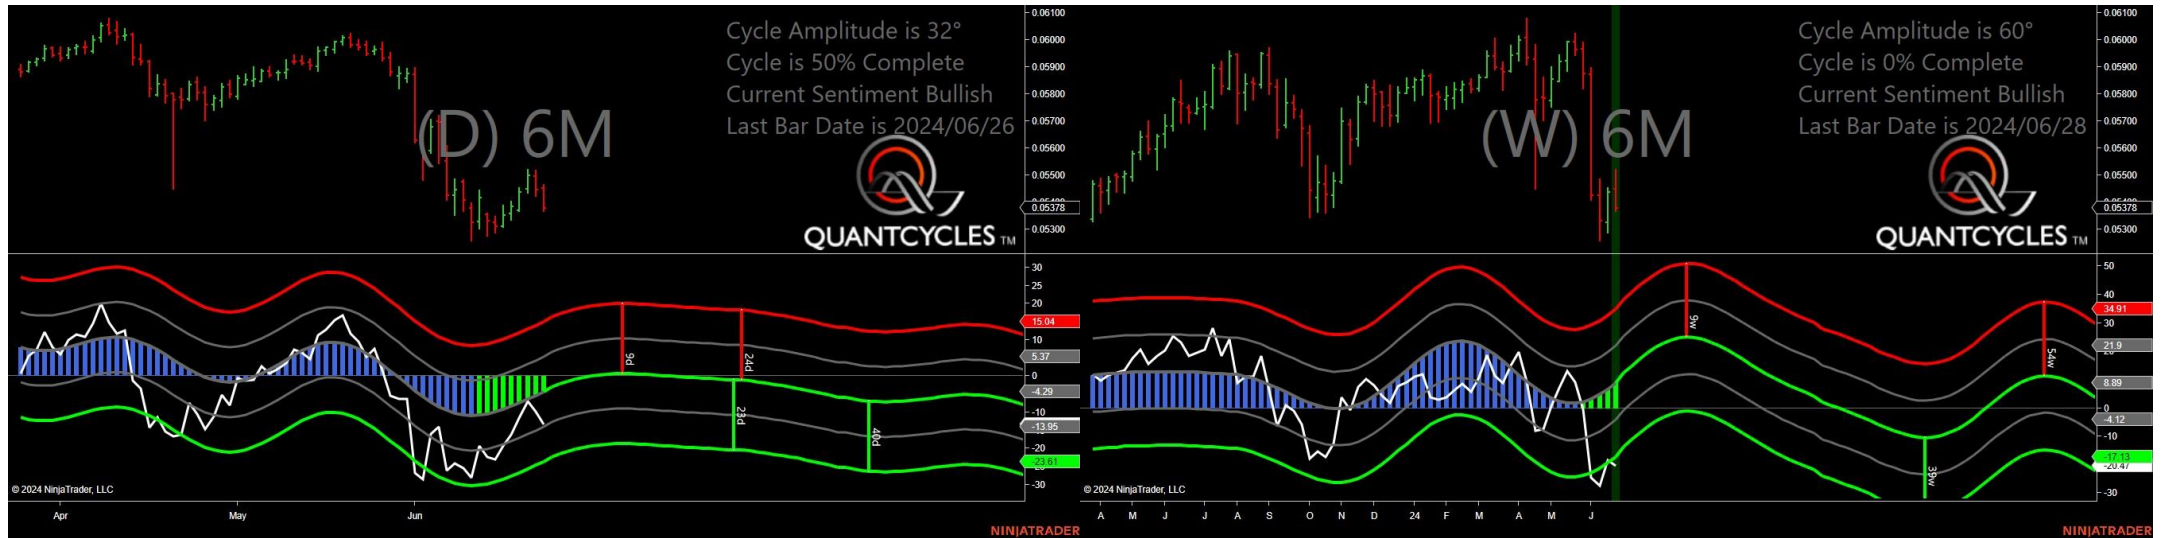 Cycle Amplitude is 32°
Cycle is 50% Complete
Current Sentiment Bullish
Last Bar Date is 2024/06/26
(D) 6M
QUANTCYCLES TM
0.06100
0.06000
0.05900
0.05800
0.05700
0.05600
0.05500
0.05378
0.05300
30
25
20
15.04
10
5.37
0
-4.29
-10
-13.95
-20
-23.61
-30
9d
24d
23d
40d
© 2024 NinjaTrader, LLC
Apr
May
Jun
NINJATRADER
Cycle Amplitude is 60°
Cycle is 0% Complete
Current Sentiment Bullish
Last Bar Date is 2024/06/28
(W) 6M
QUANTCYCLES TM
0.06100
0.06000
0.05900
0.05800
0.05700
0.05600
0.05500
0.05378
0.05300
50
40
34.91
30
21.9
8.89
0
-4.12
-10
-17.13
-20.47
-30
9w
39w
54w
© 2024 NinjaTrader, LLC
A M J J A S O N D 24 F M A M J
NINJATRADER